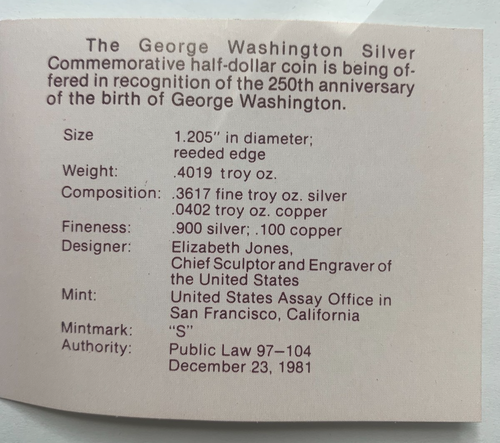 The George Washington Silver
Commemorative half-dollar coin is being of-
fered in recognition of the 250th anniversary
of the birth of George Washington.
Size 1.205" in diameter;
reeded edge
Weight: .4019 troy oz.
Composition: .3617 fine troy oz. silver
.0402 troy oz. copper
Fineness: .900 silver; .100 copper
Designer: Elizabeth Jones,
Chief Sculptor and Engraver of
the United States
Mint: United States Assay Office in
San Francisco, California
Mintmark: "S"
Authority: Public Law 97–104
December 23, 1981